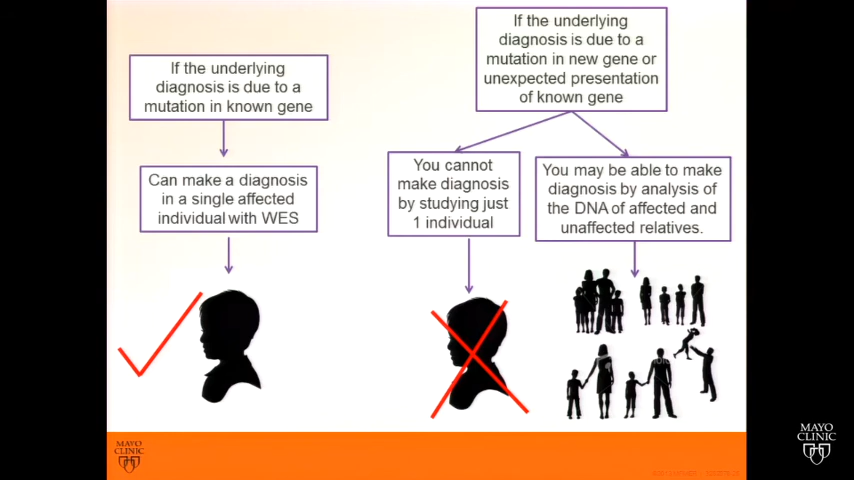 If the underlying
diagnosis is due to a
mutation in known gene
Can make a diagnosis
in a single affected
individual with WES
If the underlying
diagnosis is due to a
mutation in new gene or
unexpected presentation
of known gene
You cannot
make diagnosis
by studying just
1 individual
You may be able to make
diagnosis by analysis of
the DNA of affected and
unaffected relatives.
MAYO
CLINIC
MAYO
CLINIC